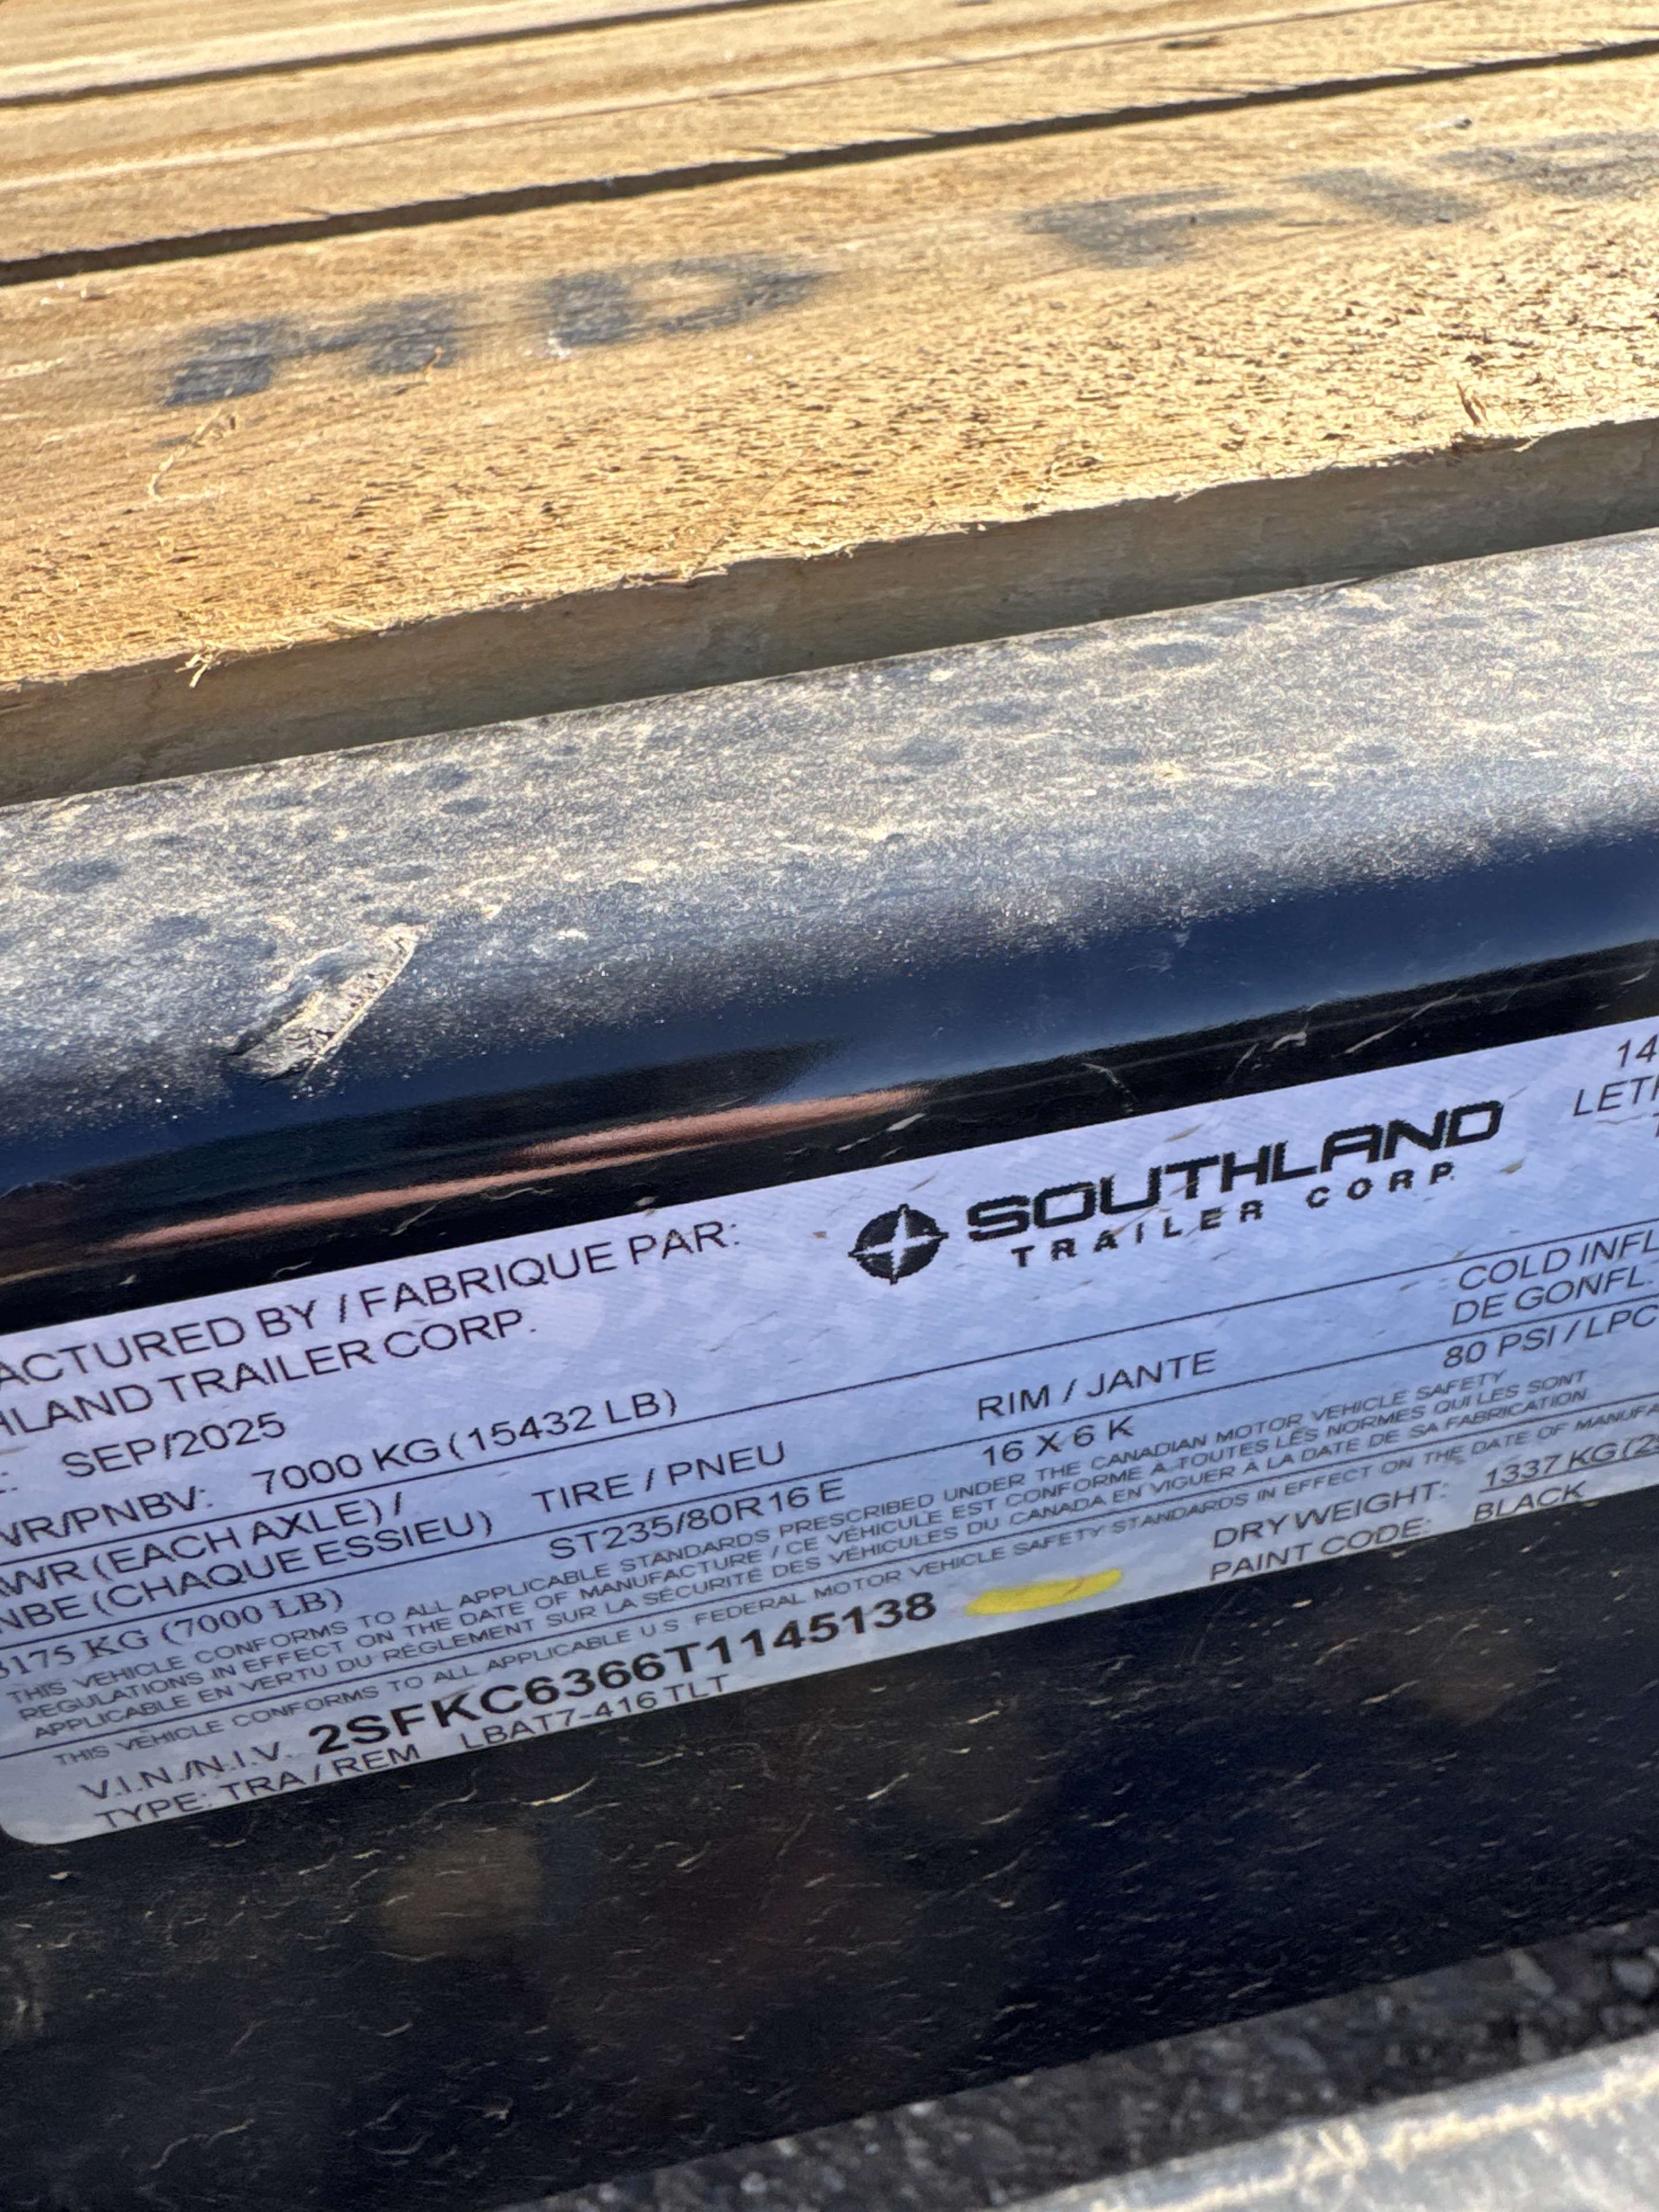 HD
ACTURED BY / FABRIQUE PAR:
HLAND TRAILER CORP.
SOUTHLAND
TRAILER CORP.
14
LETH
SEP/2025
VR/PNBV: 7000 KG (15432 LB)
WR (EACH AXLE) /
NBE (CHAQUE ESSIEU)
TIRE / PNEU
RIM / JANTE
COLD INFL
DE GONFL.
3175 KG (7000 LB)
ST235/80R16 E
16 X 6 K
80 PSI / LPC
THIS VEHICLE CONFORMS TO ALL APPLICABLE STANDARDS PRESCRIBED UNDER THE CANADIAN MOTOR VEHICLE SAFETY
REGULATIONS IN EFFECT ON THE DATE OF MANUFACTURE / CE VÉHICULE EST CONFORME A TOUTES LES NORMES QUI LES SONT
APPLICABLE EN VERTU DU RÉGLEMENT SUR LA SÉCURITÉ DES VÉHICULES DU CANADA EN VIGUER À LA DATE DE SA FABRICATION.
THIS VEHICLE CONFORMS TO ALL APPLICABLE U.S FEDERAL MOTOR VEHICLE SAFETY STANDARDS IN EFFECT ON THE DATE OF MANUFA
V.I.N./N.I.V. 2SFKC6366T1145138
DRY WEIGHT: 1337 KG (29
TYPE: TRA / REM LBAT7-416 TLT
PAINT CODE: BLACK